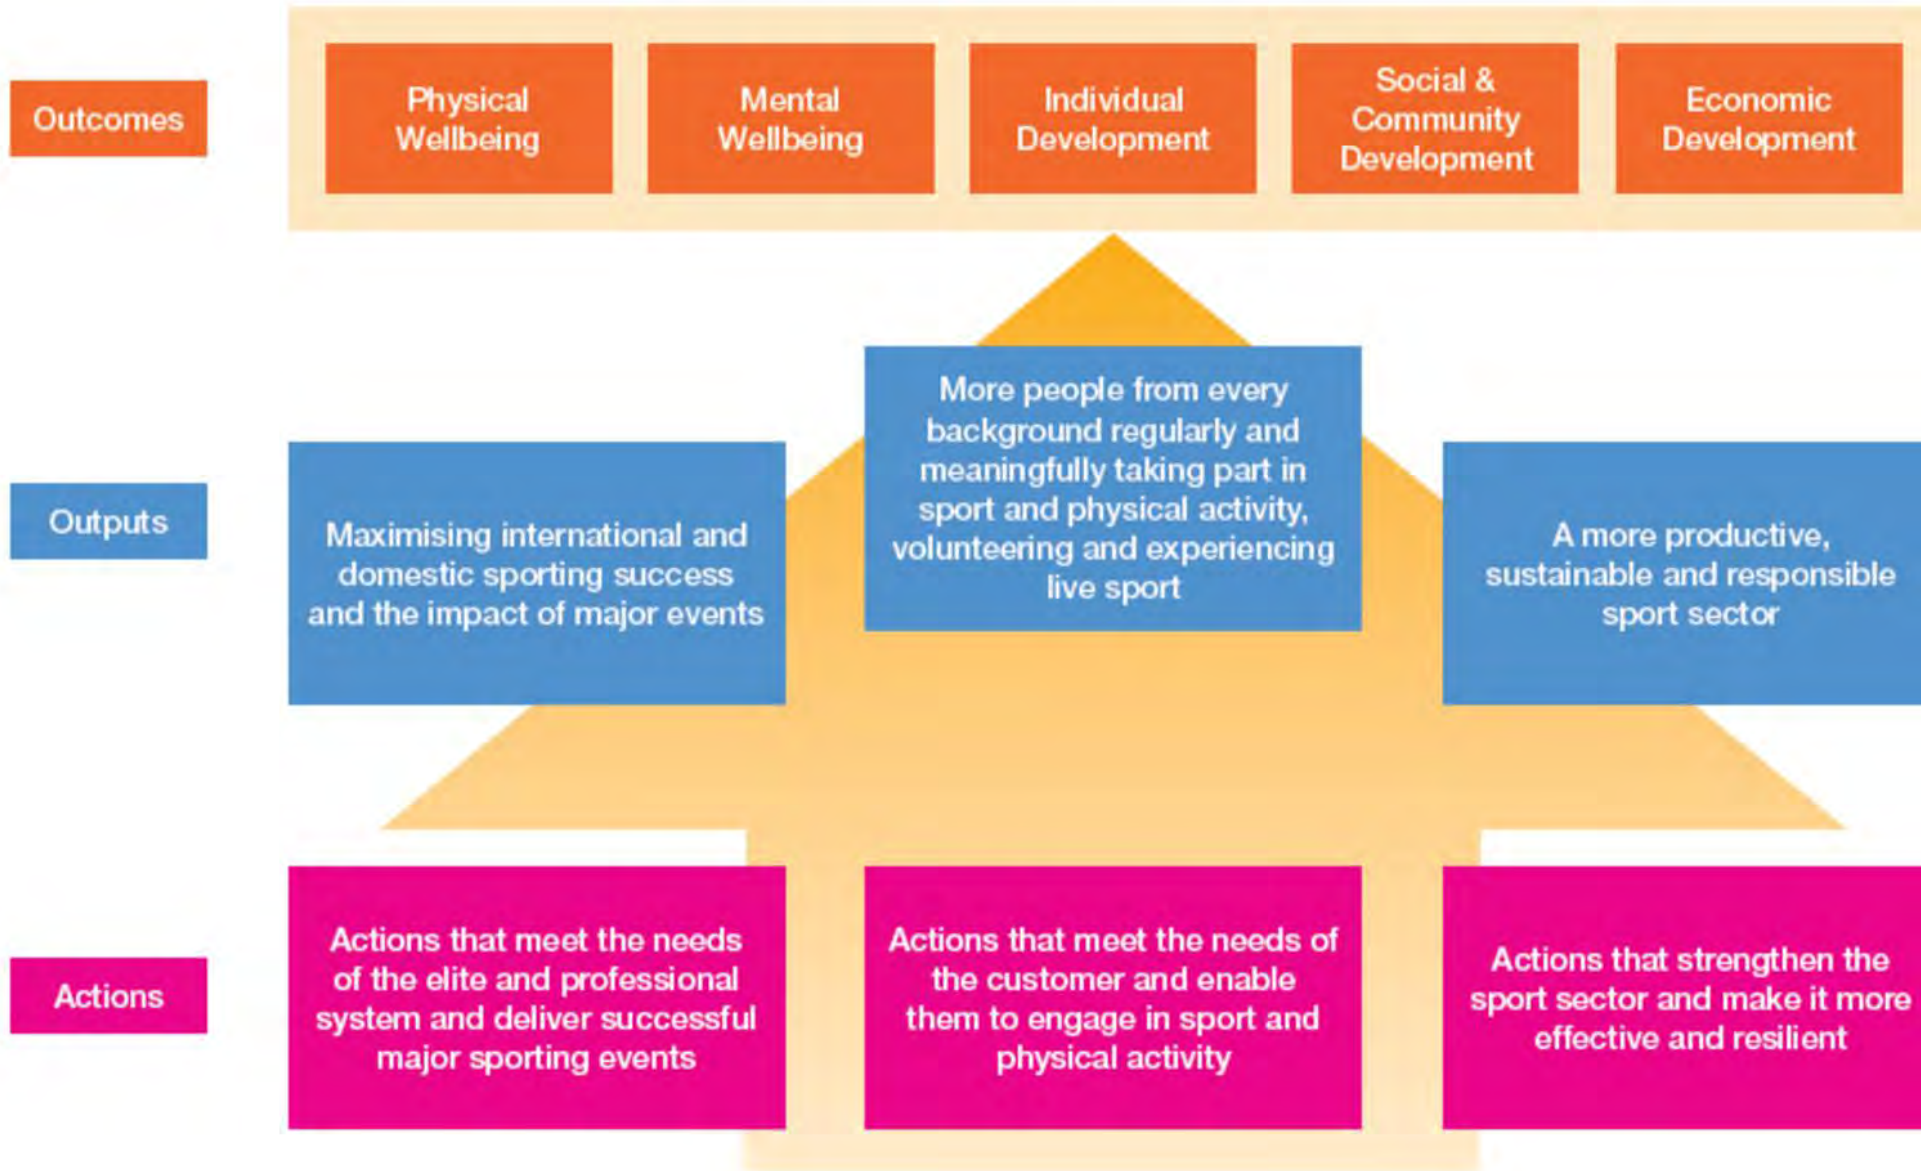 Outcomes
Physical
Wellbeing
Mental
Wellbeing
Individual
Development
Social &
Community
Development
Economic
Development
Outputs
Maximising international and
domestic sporting success
and the impact of major events
More people from every
background regularly and
meaningfully taking part in
sport and physical activity,
volunteering and experiencing
live sport
A more productive,
sustainable and responsible
sport sector
Actions
Actions that meet the needs
of the elite and professional
system and deliver successful
major sporting events
Actions that meet the needs of
the customer and enable
them to engage in sport and
physical activity
Actions that strengthen the
sport sector and make it more
effective and resilient